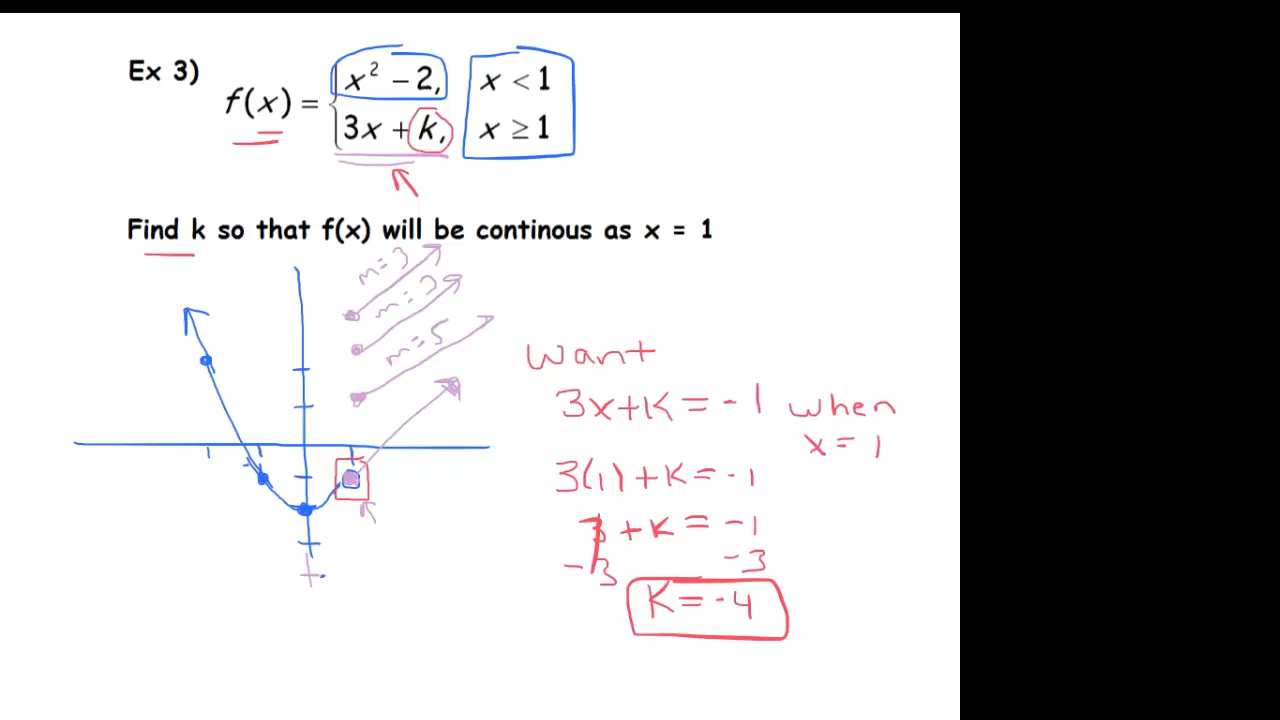 Ex 3)
f(x) = { x² − 2, x < 1
3x + k, x ≥ 1
Find k so that f(x) will be continous as x = 1
m=3
m=3
m=5
Want
3x+K = -1 when
x = 1
3(1) + K = -1
3 + K = -1
-3 -3
K = -4